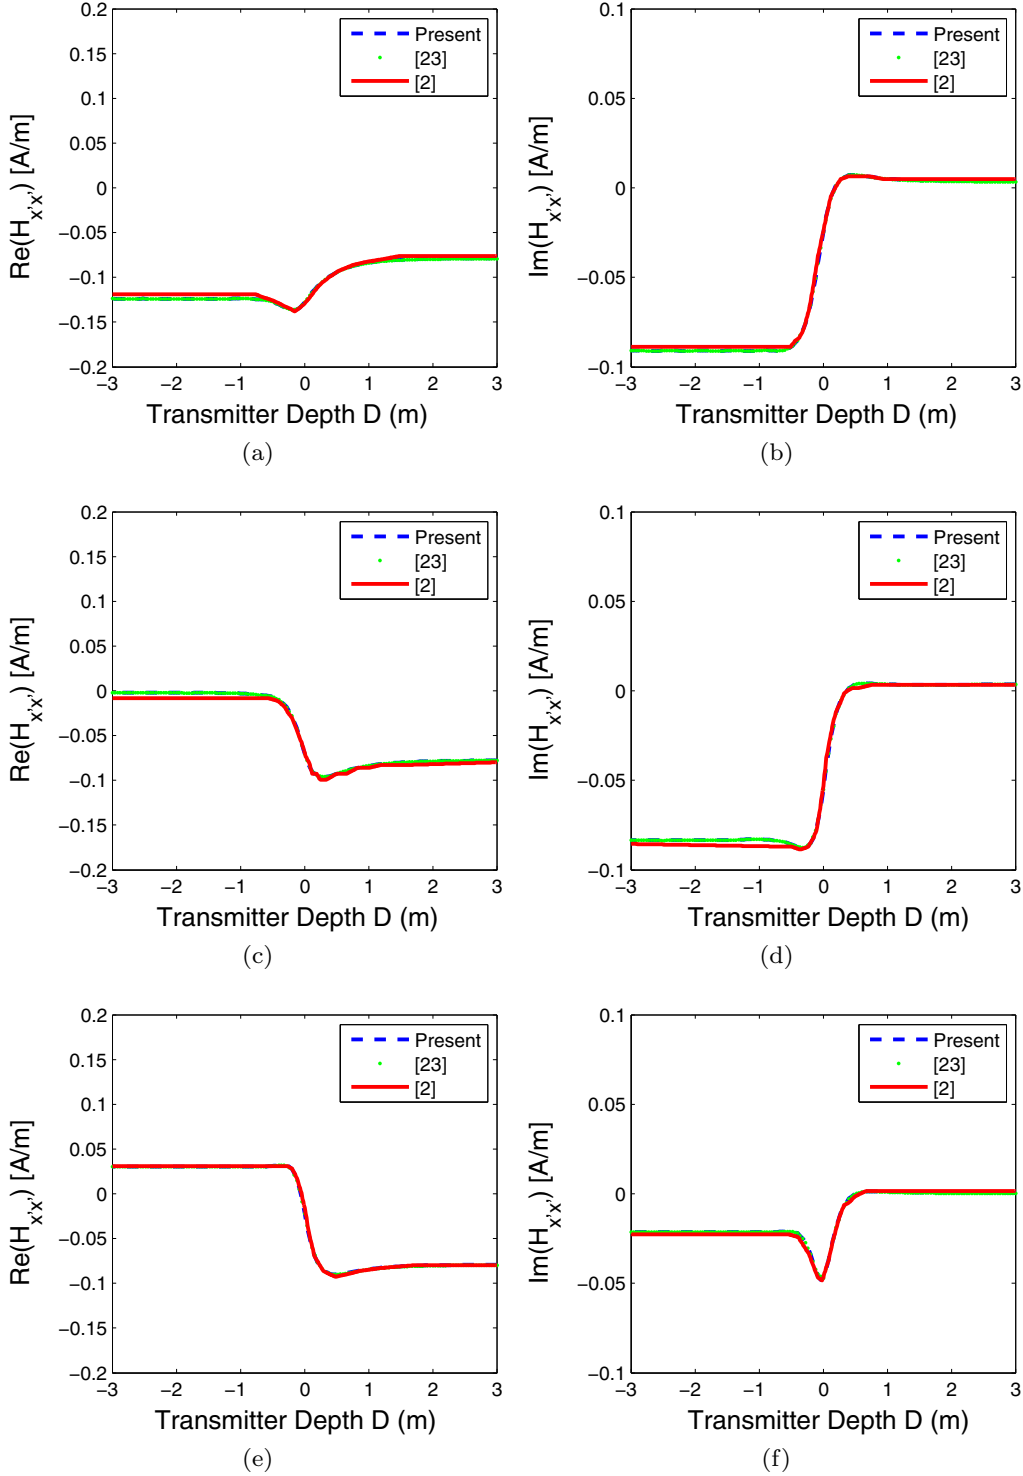 0.2
0.15
0.1
0.05
0
−0.05
−0.1
−0.15
−0.2
−3 −2 −1 0 1 2 3
Re(H_x'x') [A/m]
Transmitter Depth D (m)
Present
[23]
[2]
(a)
0.1
0.05
0
−0.05
−0.1
−3 −2 −1 0 1 2 3
Im(H_x'x') [A/m]
Transmitter Depth D (m)
Present
[23]
[2]
(b)
0.2
0.15
0.1
0.05
0
−0.05
−0.1
−0.15
−0.2
−3 −2 −1 0 1 2 3
Re(H_x'x') [A/m]
Transmitter Depth D (m)
Present
[23]
[2]
(c)
0.1
0.05
0
−0.05
−0.1
−3 −2 −1 0 1 2 3
Im(H_x'x') [A/m]
Transmitter Depth D (m)
Present
[23]
[2]
(d)
0.2
0.15
0.1
0.05
0
−0.05
−0.1
−0.15
−0.2
−3 −2 −1 0 1 2 3
Re(H_x'x') [A/m]
Transmitter Depth D (m)
Present
[23]
[2]
(e)
0.1
0.05
0
−0.05
−0.1
−3 −2 −1 0 1 2 3
Im(H_x'x') [A/m]
Transmitter Depth D (m)
Present
[23]
[2]
(f)